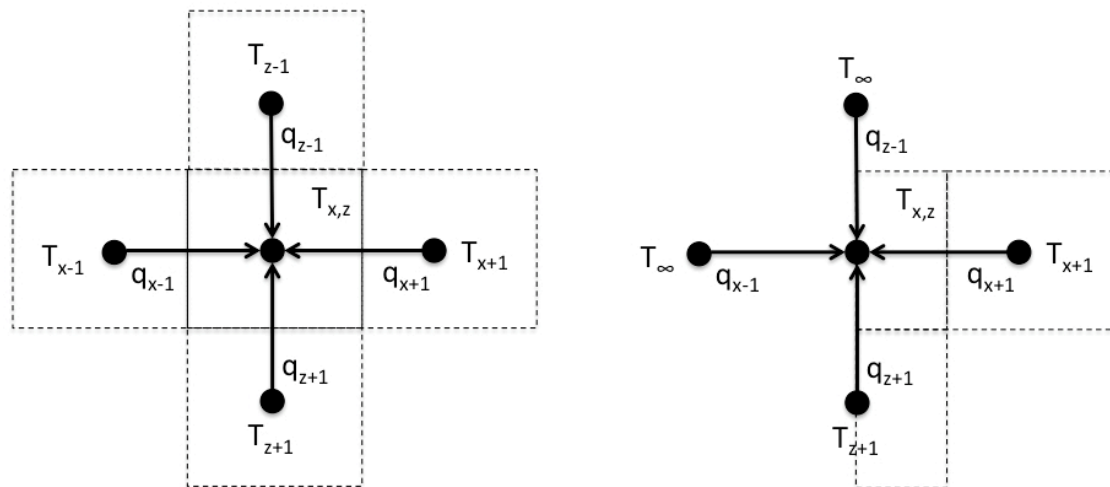 T_{z-1}
q_{z-1}
T_{x,z}
T_{x-1}
q_{x-1}
q_{x+1}
T_{x+1}
q_{z+1}
T_{z+1}
T_∞
q_{z-1}
T_{x,z}
T_∞
q_{x-1}
q_{x+1}
T_{x+1}
q_{z+1}
T_{z+1}